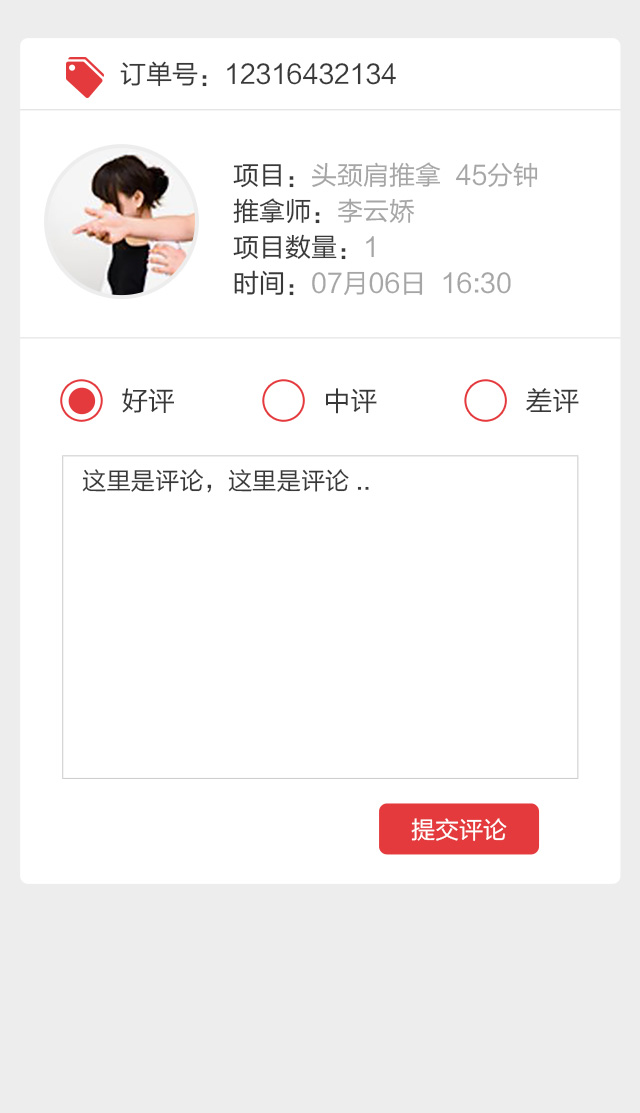 订单号：12316432134
项目：头颈肩推拿 45分钟
推拿师：李云娇
项目数量：1
时间：07月06日 16:30
好评 中评 差评
这里是评论，这里是评论 ..
提交评论